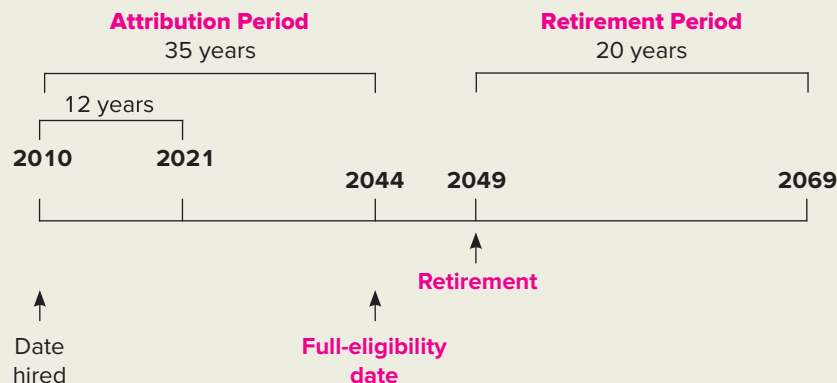 Attribution Period
35 years
Retirement Period
20 years
12 years
2010
2021
2044
2049
2069
Retirement
Date
hired
Full-eligibility
date